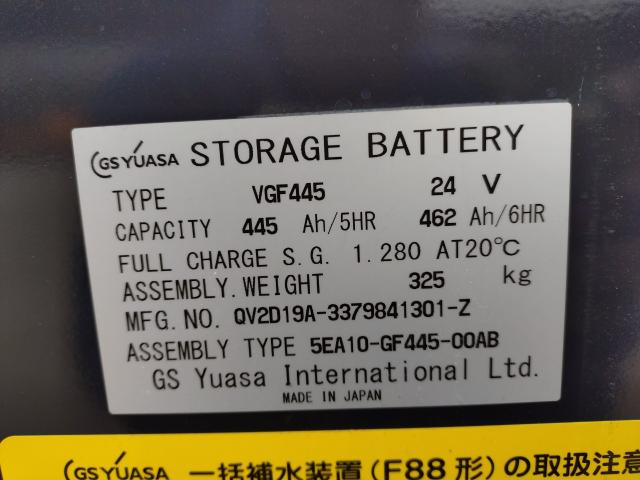 GS YUASA STORAGE BATTERY
TYPE VGF445 24 V
CAPACITY 445 Ah/5HR 462 Ah/6HR
FULL CHARGE S.G. 1.280 AT20℃
ASSEMBLY.WEIGHT 325 kg
MFG.NO. QV2D19A-3379841301-Z
ASSEMBLY TYPE 5EA10-GF445-00AB
GS Yuasa International Ltd.
MADE IN JAPAN
GS YUASA 一括補水装置(F88形)の取扱注意